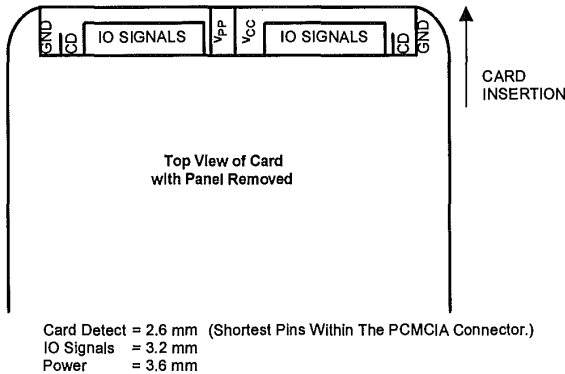 GND
CD
IO SIGNALS
VPP
VCC
IO SIGNALS
CD
GND
CARD
INSERTION
Top View of Card
with Panel Removed
Card Detect = 2.6 mm (Shortest Pins Within The PCMCIA Connector.)
IO Signals = 3.2 mm
Power = 3.6 mm